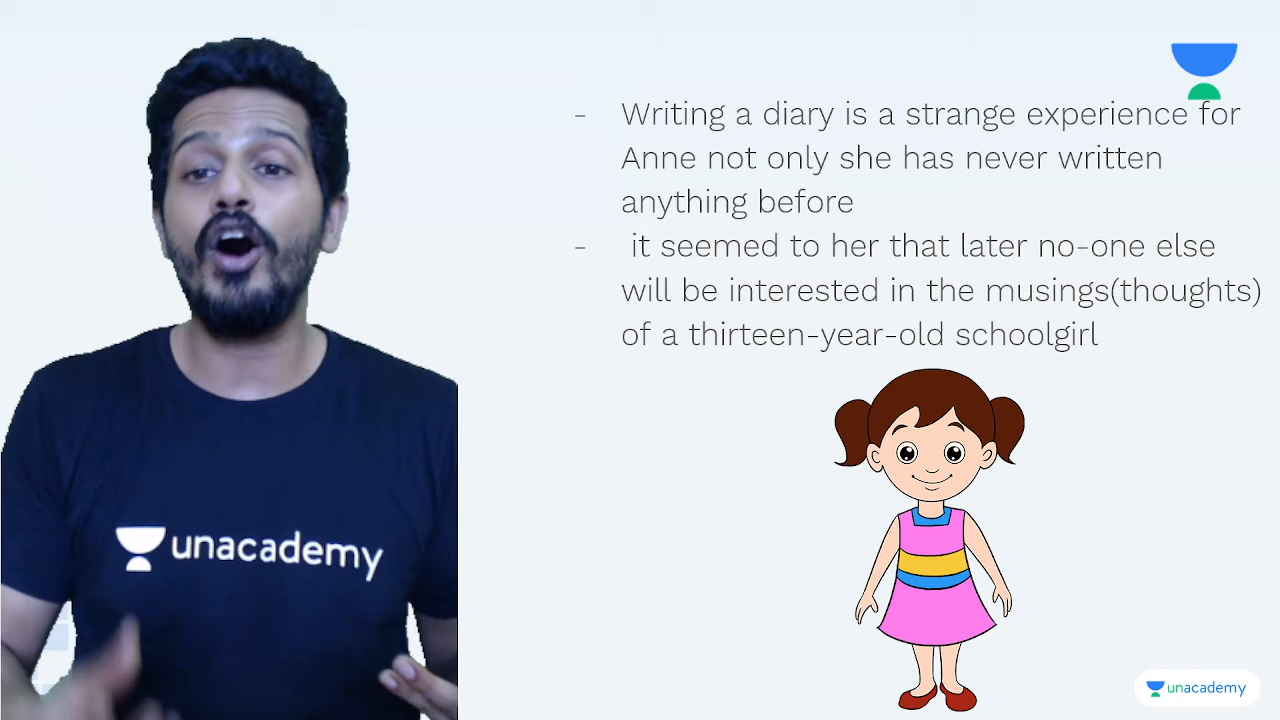 - Writing a diary is a strange experience for
Anne not only she has never written
anything before
- it seemed to her that later no-one else
will be interested in the musings(thoughts)
of a thirteen-year-old schoolgirl
unacademy
unacademy